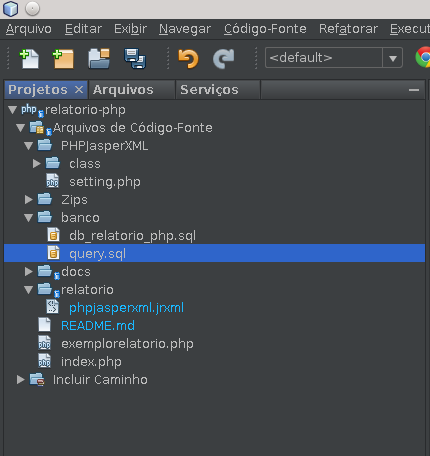 Arquivo Editar Exibir Navegar Código-Fonte Refatorar Execut
<default>
Projetos Arquivos Serviços
php relatorio-php
Arquivos de Código-Fonte
PHPJasperXML
class
setting.php
Zips
banco
db_relatorio_php.sql
query.sql
docs
relatorio
phpjasperxml.jrxml
README.md
exemplorelatorio.php
index.php
Incluir Caminho